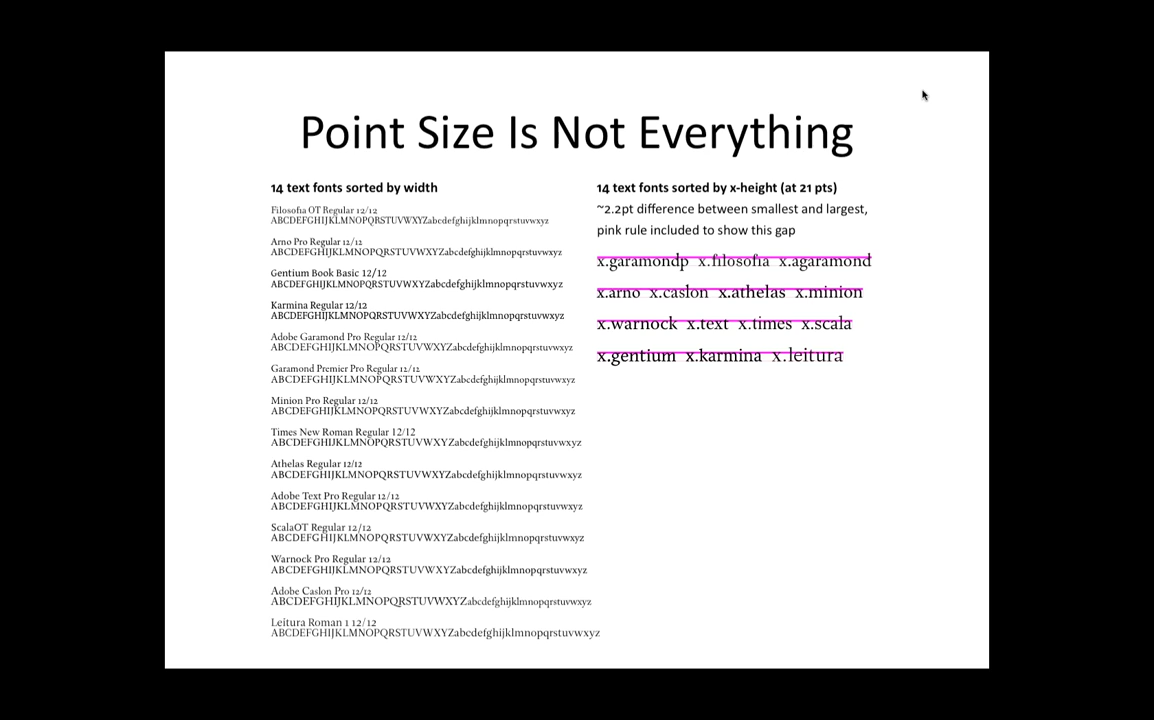 Point Size Is Not Everything
14 text fonts sorted by width
Filosofia OT Regular 12/12
ABCDEFGHIJKLMNOPQRSTUVWXYZabcdefghijklmnopqrstuvwxyz
Arno Pro Regular 12/12
ABCDEFGHIJKLMNOPQRSTUVWXYZabcdefghijklmnopqrstuvwxyz
Gentium Book Basic 12/12
ABCDEFGHIJKLMNOPQRSTUVWXYZabcdefghijklmnopqrstuvwxyz
Karmina Regular 12/12
ABCDEFGHIJKLMNOPQRSTUVWXYZabcdefghijklmnopqrstuvwxyz
Adobe Garamond Pro Regular 12/12
ABCDEFGHIJKLMNOPQRSTUVWXYZabcdefghijklmnopqrstuvwxyz
Garamond Premier Pro Regular 12/12
ABCDEFGHIJKLMNOPQRSTUVWXYZabcdefghijklmnopqrstuvwxyz
Minion Pro Regular 12/12
ABCDEFGHIJKLMNOPQRSTUVWXYZabcdefghijklmnopqrstuvwxyz
Times New Roman Regular 12/12
ABCDEFGHIJKLMNOPQRSTUVWXYZabcdefghijklmnopqrstuvwxyz
Athelas Regular 12/12
ABCDEFGHIJKLMNOPQRSTUVWXYZabcdefghijklmnopqrstuvwxyz
Adobe Text Pro Regular 12/12
ABCDEFGHIJKLMNOPQRSTUVWXYZabcdefghijklmnopqrstuvwxyz
ScalaOT Regular 12/12
ABCDEFGHIJKLMNOPQRSTUVWXYZabcdefghijklmnopqrstuvwxyz
Warnock Pro Regular 12/12
ABCDEFGHIJKLMNOPQRSTUVWXYZabcdefghijklmnopqrstuvwxyz
Adobe Caslon Pro 12/12
ABCDEFGHIJKLMNOPQRSTUVWXYZabcdefghijklmnopqrstuvwxyz
Leitura Roman 1 12/12
ABCDEFGHIJKLMNOPQRSTUVWXYZabcdefghijklmnopqrstuvwxyz
14 text fonts sorted by x-height (at 21 pts)
~2.2pt difference between smallest and largest,
pink rule included to show this gap
x.garamondp x.filosofia x.agaramond
x.arno x.caslon x.athelas x.minion
x.warnock x.text x.times x.scala
x.gentium x.karmina x.leitura